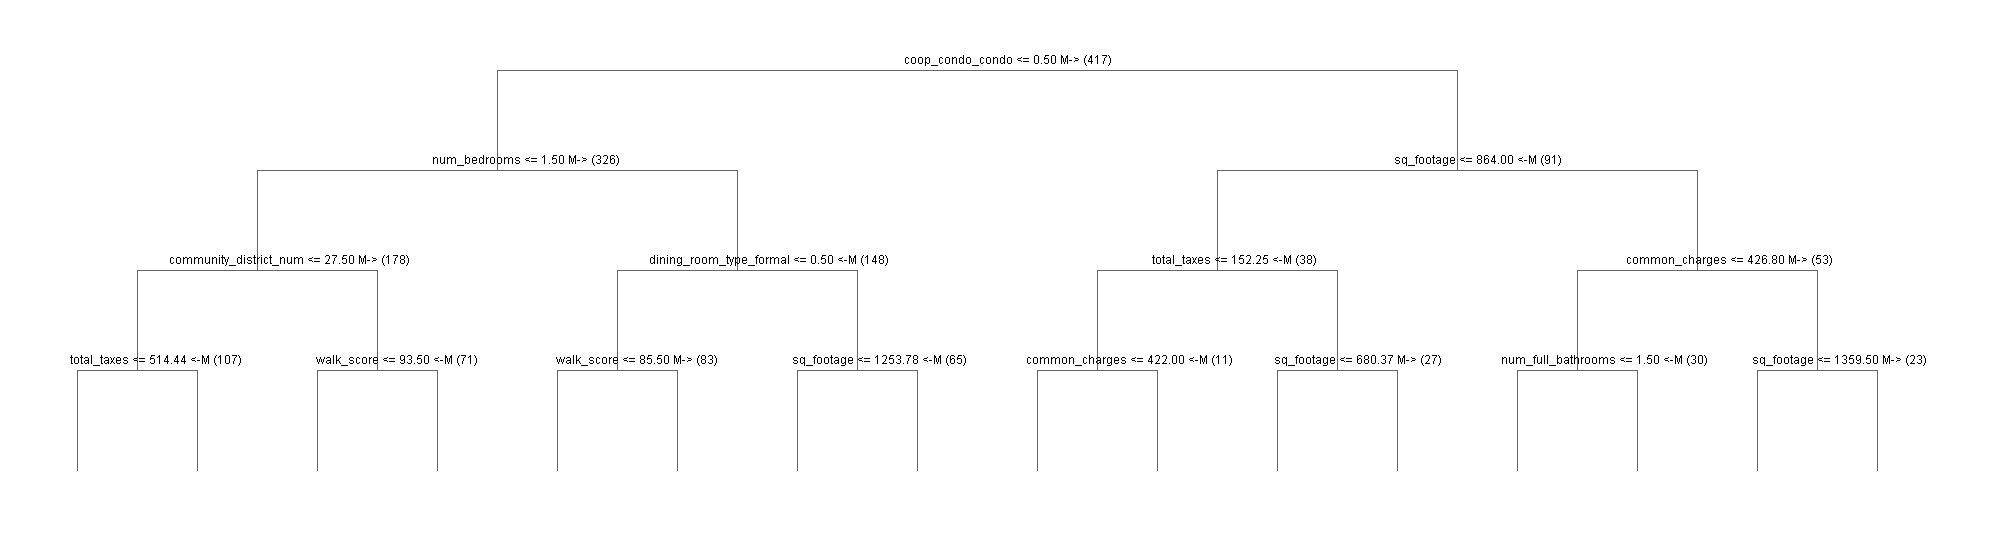 coop_condo_condo <= 0.50 M-> (417)
num_bedrooms <= 1.50 M-> (326)
sq_footage <= 864.00 <-M (91)
community_district_num <= 27.50 M-> (178)
dining_room_type_formal <= 0.50 <-M (148)
total_taxes <= 152.25 <-M (38)
common_charges <= 426.80 M-> (53)
total_taxes <= 514.44 <-M (107)
walk_score <= 93.50 <-M (71)
walk_score <= 85.50 M-> (83)
sq_footage <= 1253.78 <-M (65)
common_charges <= 422.00 <-M (11)
sq_footage <= 680.37 M-> (27)
num_full_bathrooms <= 1.50 <-M (30)
sq_footage <= 1359.50 M-> (23)